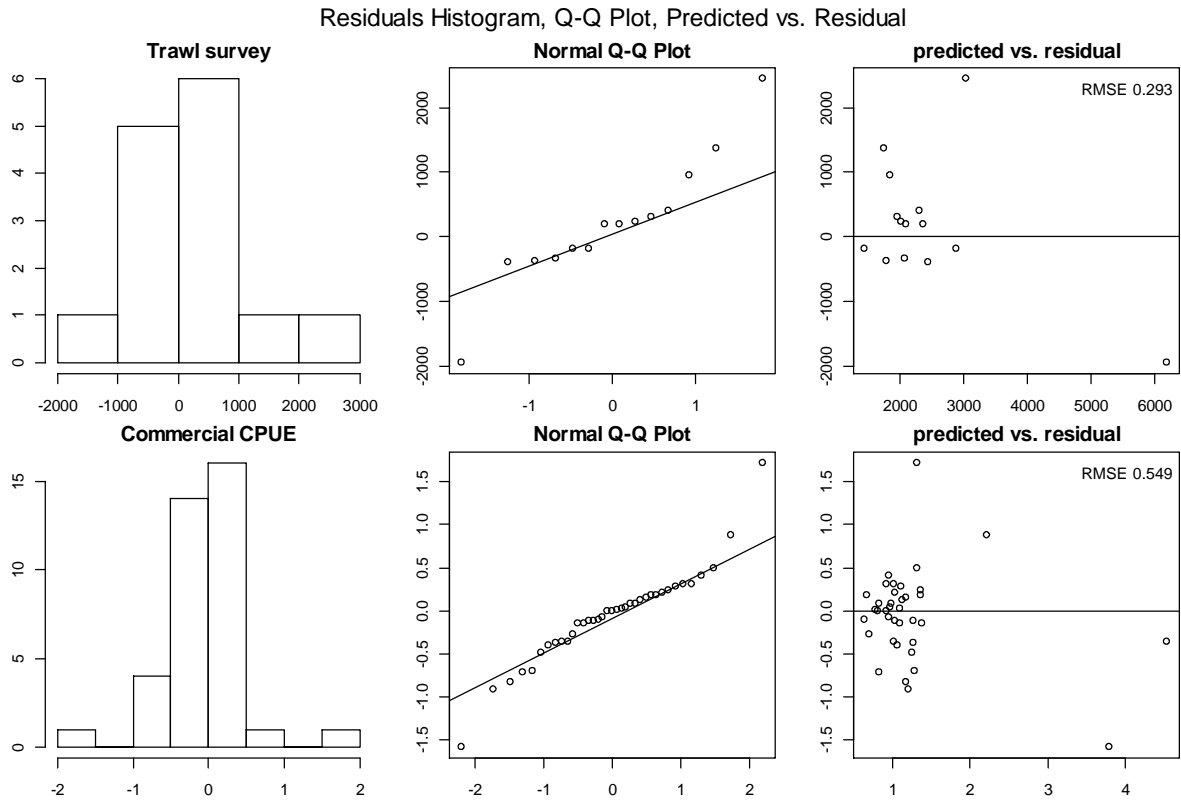 Residuals Histogram, Q-Q Plot, Predicted vs. Residual
Trawl survey
Normal Q-Q Plot
predicted vs. residual
6
5
4
3
2
1
0
-2000 -1000 0 1000 2000 3000
2000
1000
0
-1000
-2000
-1 0 1
RMSE 0.293
2000
1000
0
-1000
-2000
2000 3000 4000 5000 6000
Commercial CPUE
Normal Q-Q Plot
predicted vs. residual
15
10
5
0
-2 -1 0 1 2
1.5
1.0
0.5
0.0
-0.5
-1.0
-1.5
-2 -1 0 1 2
RMSE 0.549
1.5
1.0
0.5
0.0
-0.5
-1.0
-1.5
1 2 3 4